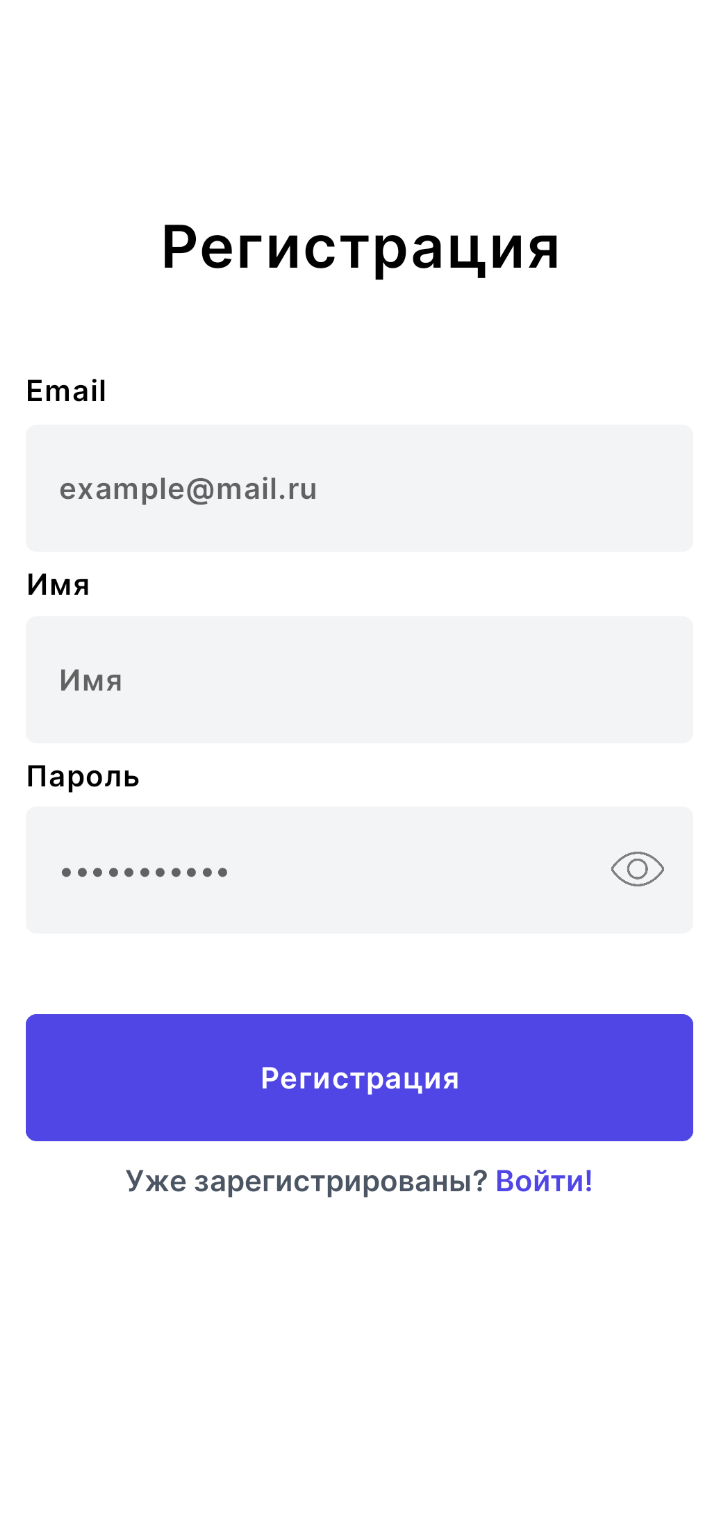 Регистрация
Email
example@mail.ru
Имя
Имя
Пароль
•••••••••••
Регистрация
Уже зарегистрированы? Войти!